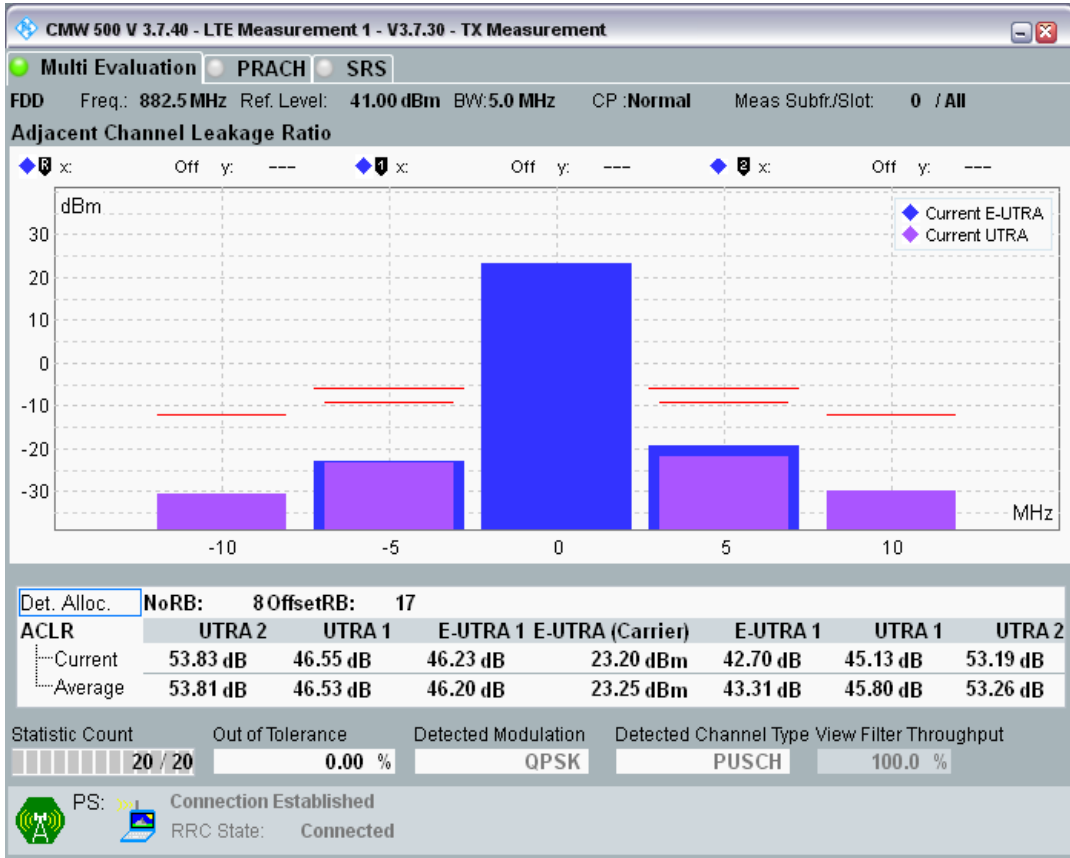 CMW 500 V 3.7.40 - LTE Measurement 1 - V3.7.30 - TX Measurement
Multi Evaluation PRACH SRS
FDD Freq.: 882.5 MHz Ref. Level: 41.00 dBm BW: 5.0 MHz CP :Normal Meas Subfr./Slot: 0 / All
Adjacent Channel Leakage Ratio
R x: Off y: --- 1 x: Off y: --- 2 x: Off y: ---
dBm
Current E-UTRA
Current UTRA
30
20
10
0
-10
-20
-30
MHz
-10 -5 0 5 10
Det. Alloc. NoRB: 8 OffsetRB: 17
ACLR UTRA 2 UTRA 1 E-UTRA 1 E-UTRA (Carrier) E-UTRA 1 UTRA 1 UTRA 2
Current 53.83 dB 46.55 dB 46.23 dB 23.20 dBm 42.70 dB 45.13 dB 53.19 dB
Average 53.81 dB 46.53 dB 46.20 dB 23.25 dBm 43.31 dB 45.80 dB 53.26 dB
Statistic Count Out of Tolerance Detected Modulation Detected Channel Type View Filter Throughput
20 / 20 0.00 % QPSK PUSCH 100.0 %
PS: Connection Established
RRC State: Connected